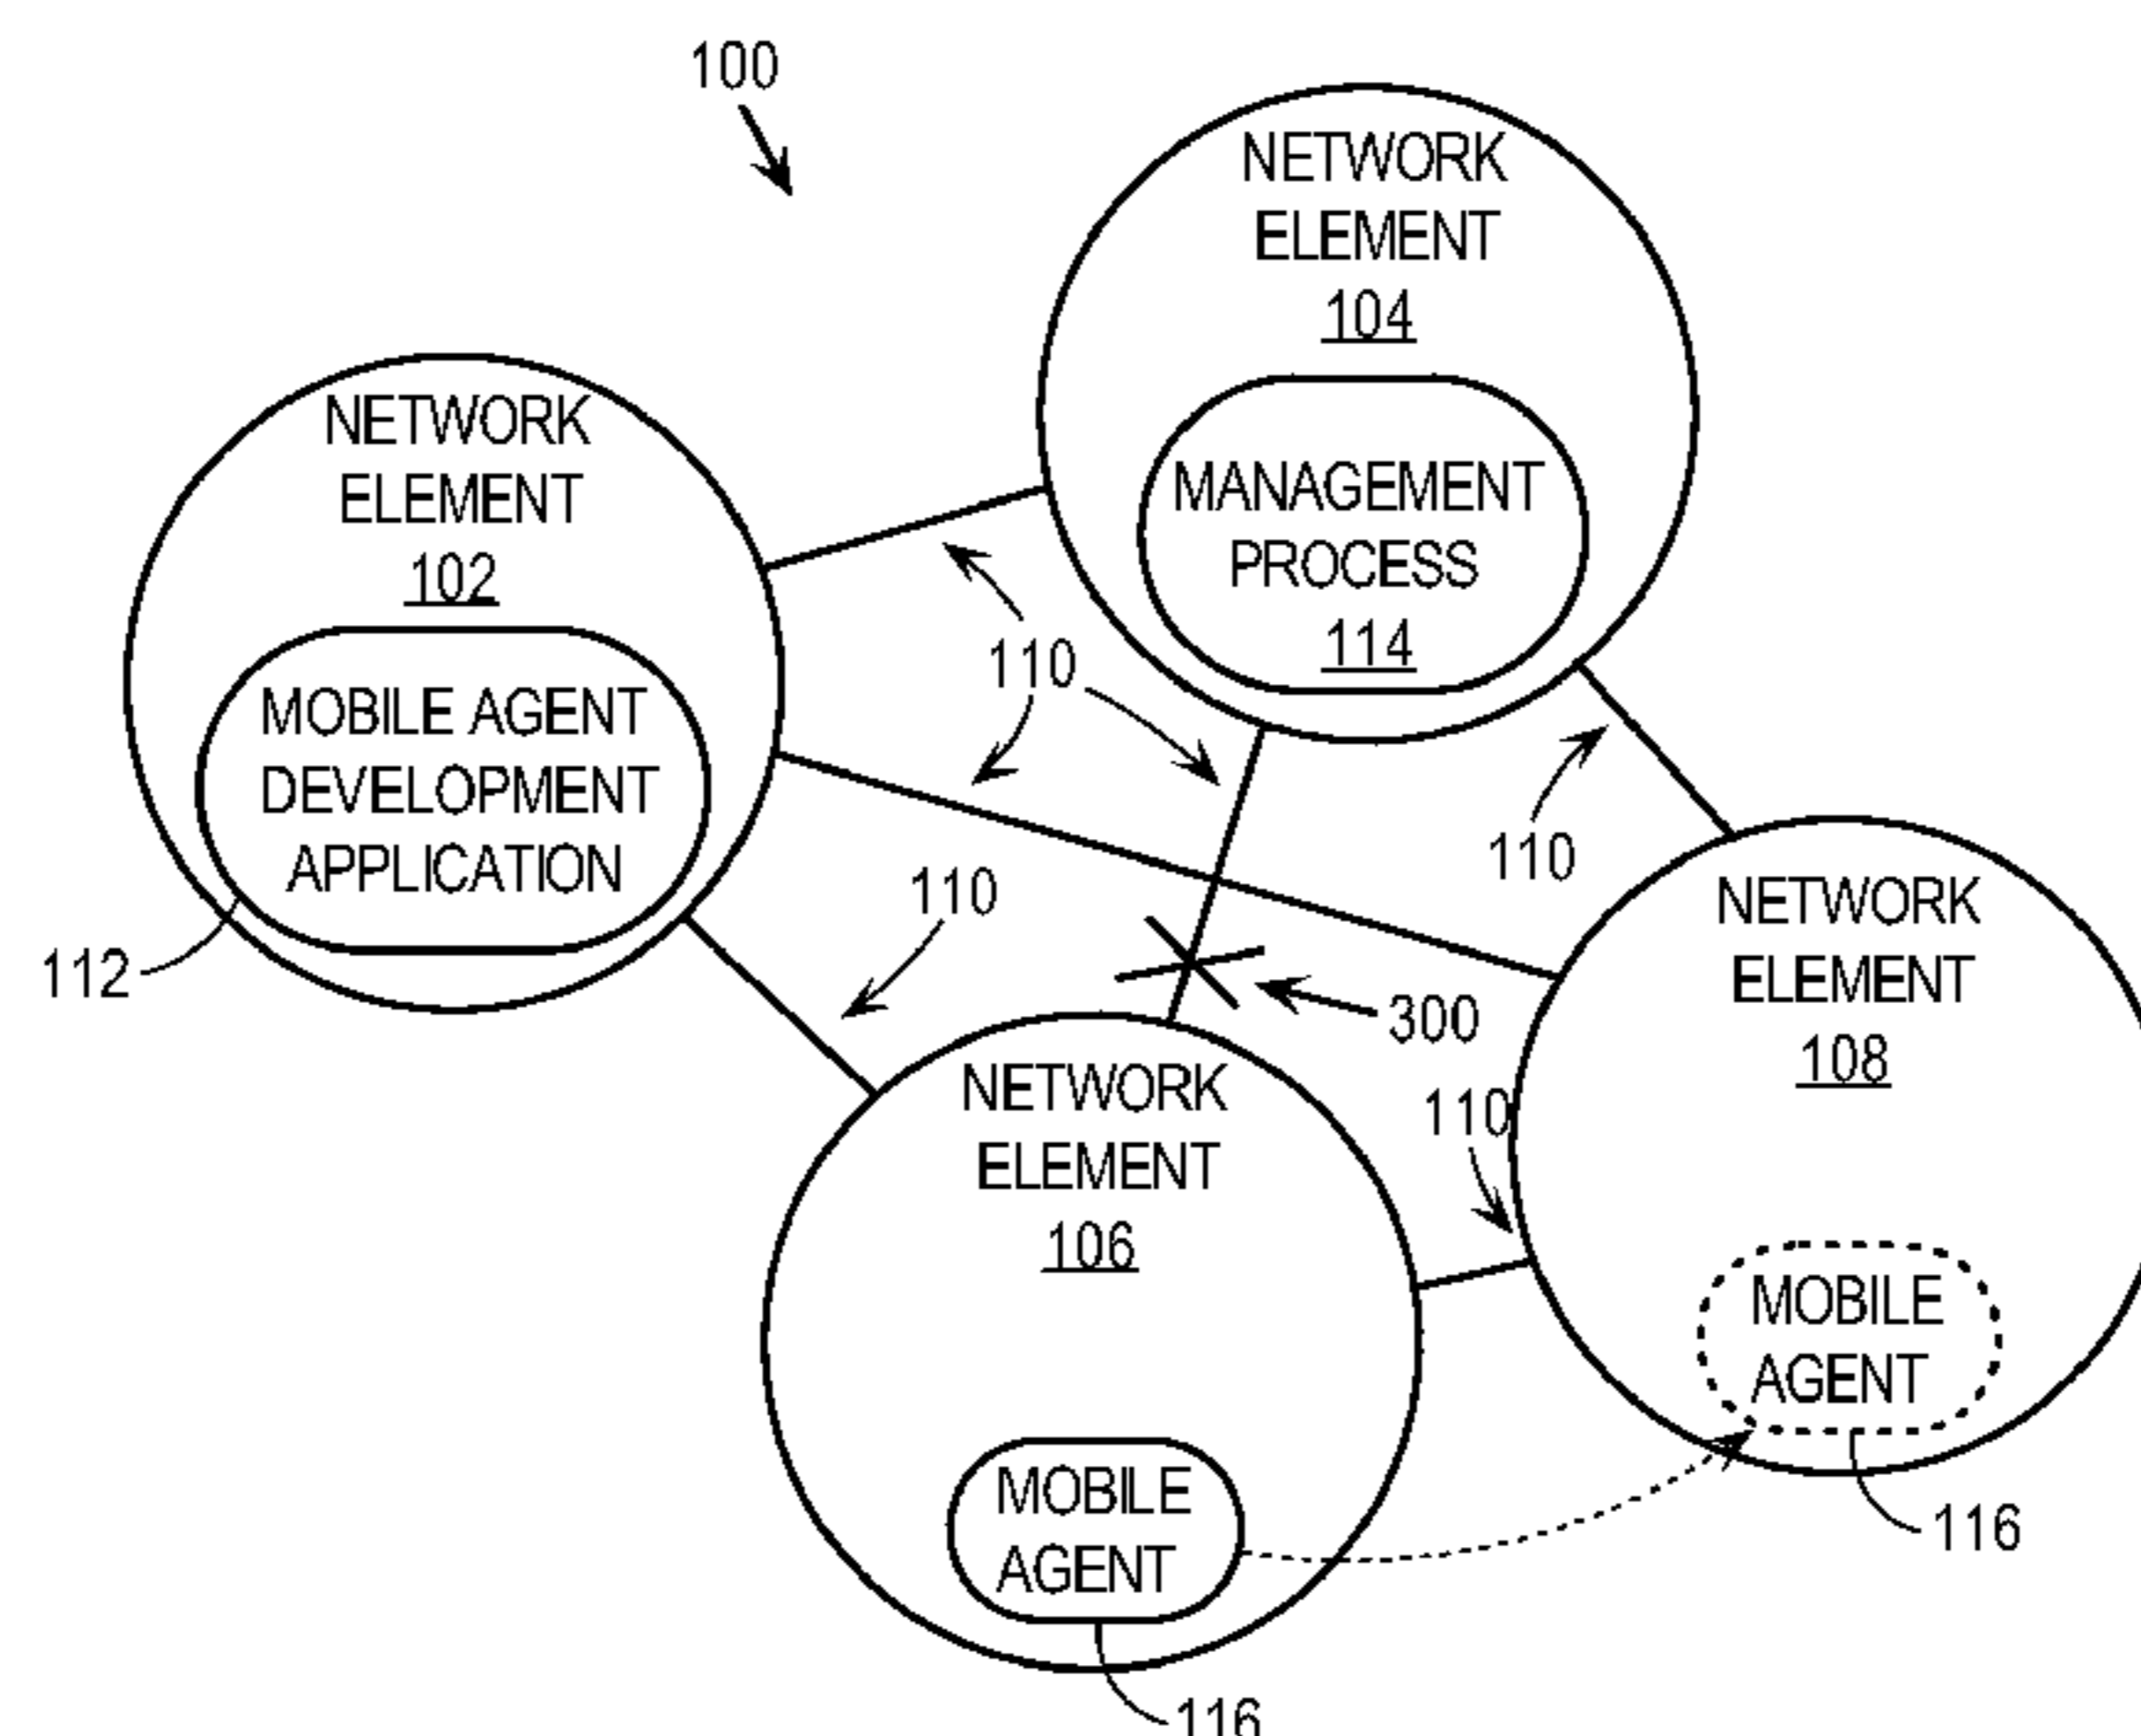 100
NETWORK
ELEMENT
104
MANAGEMENT
PROCESS
114
NETWORK
ELEMENT
102
MOBILE AGENT
DEVELOPMENT
APPLICATION
112
110
110
110
300
110
NETWORK
ELEMENT
108
MOBILE
AGENT
116
NETWORK
ELEMENT
106
MOBILE
AGENT
116